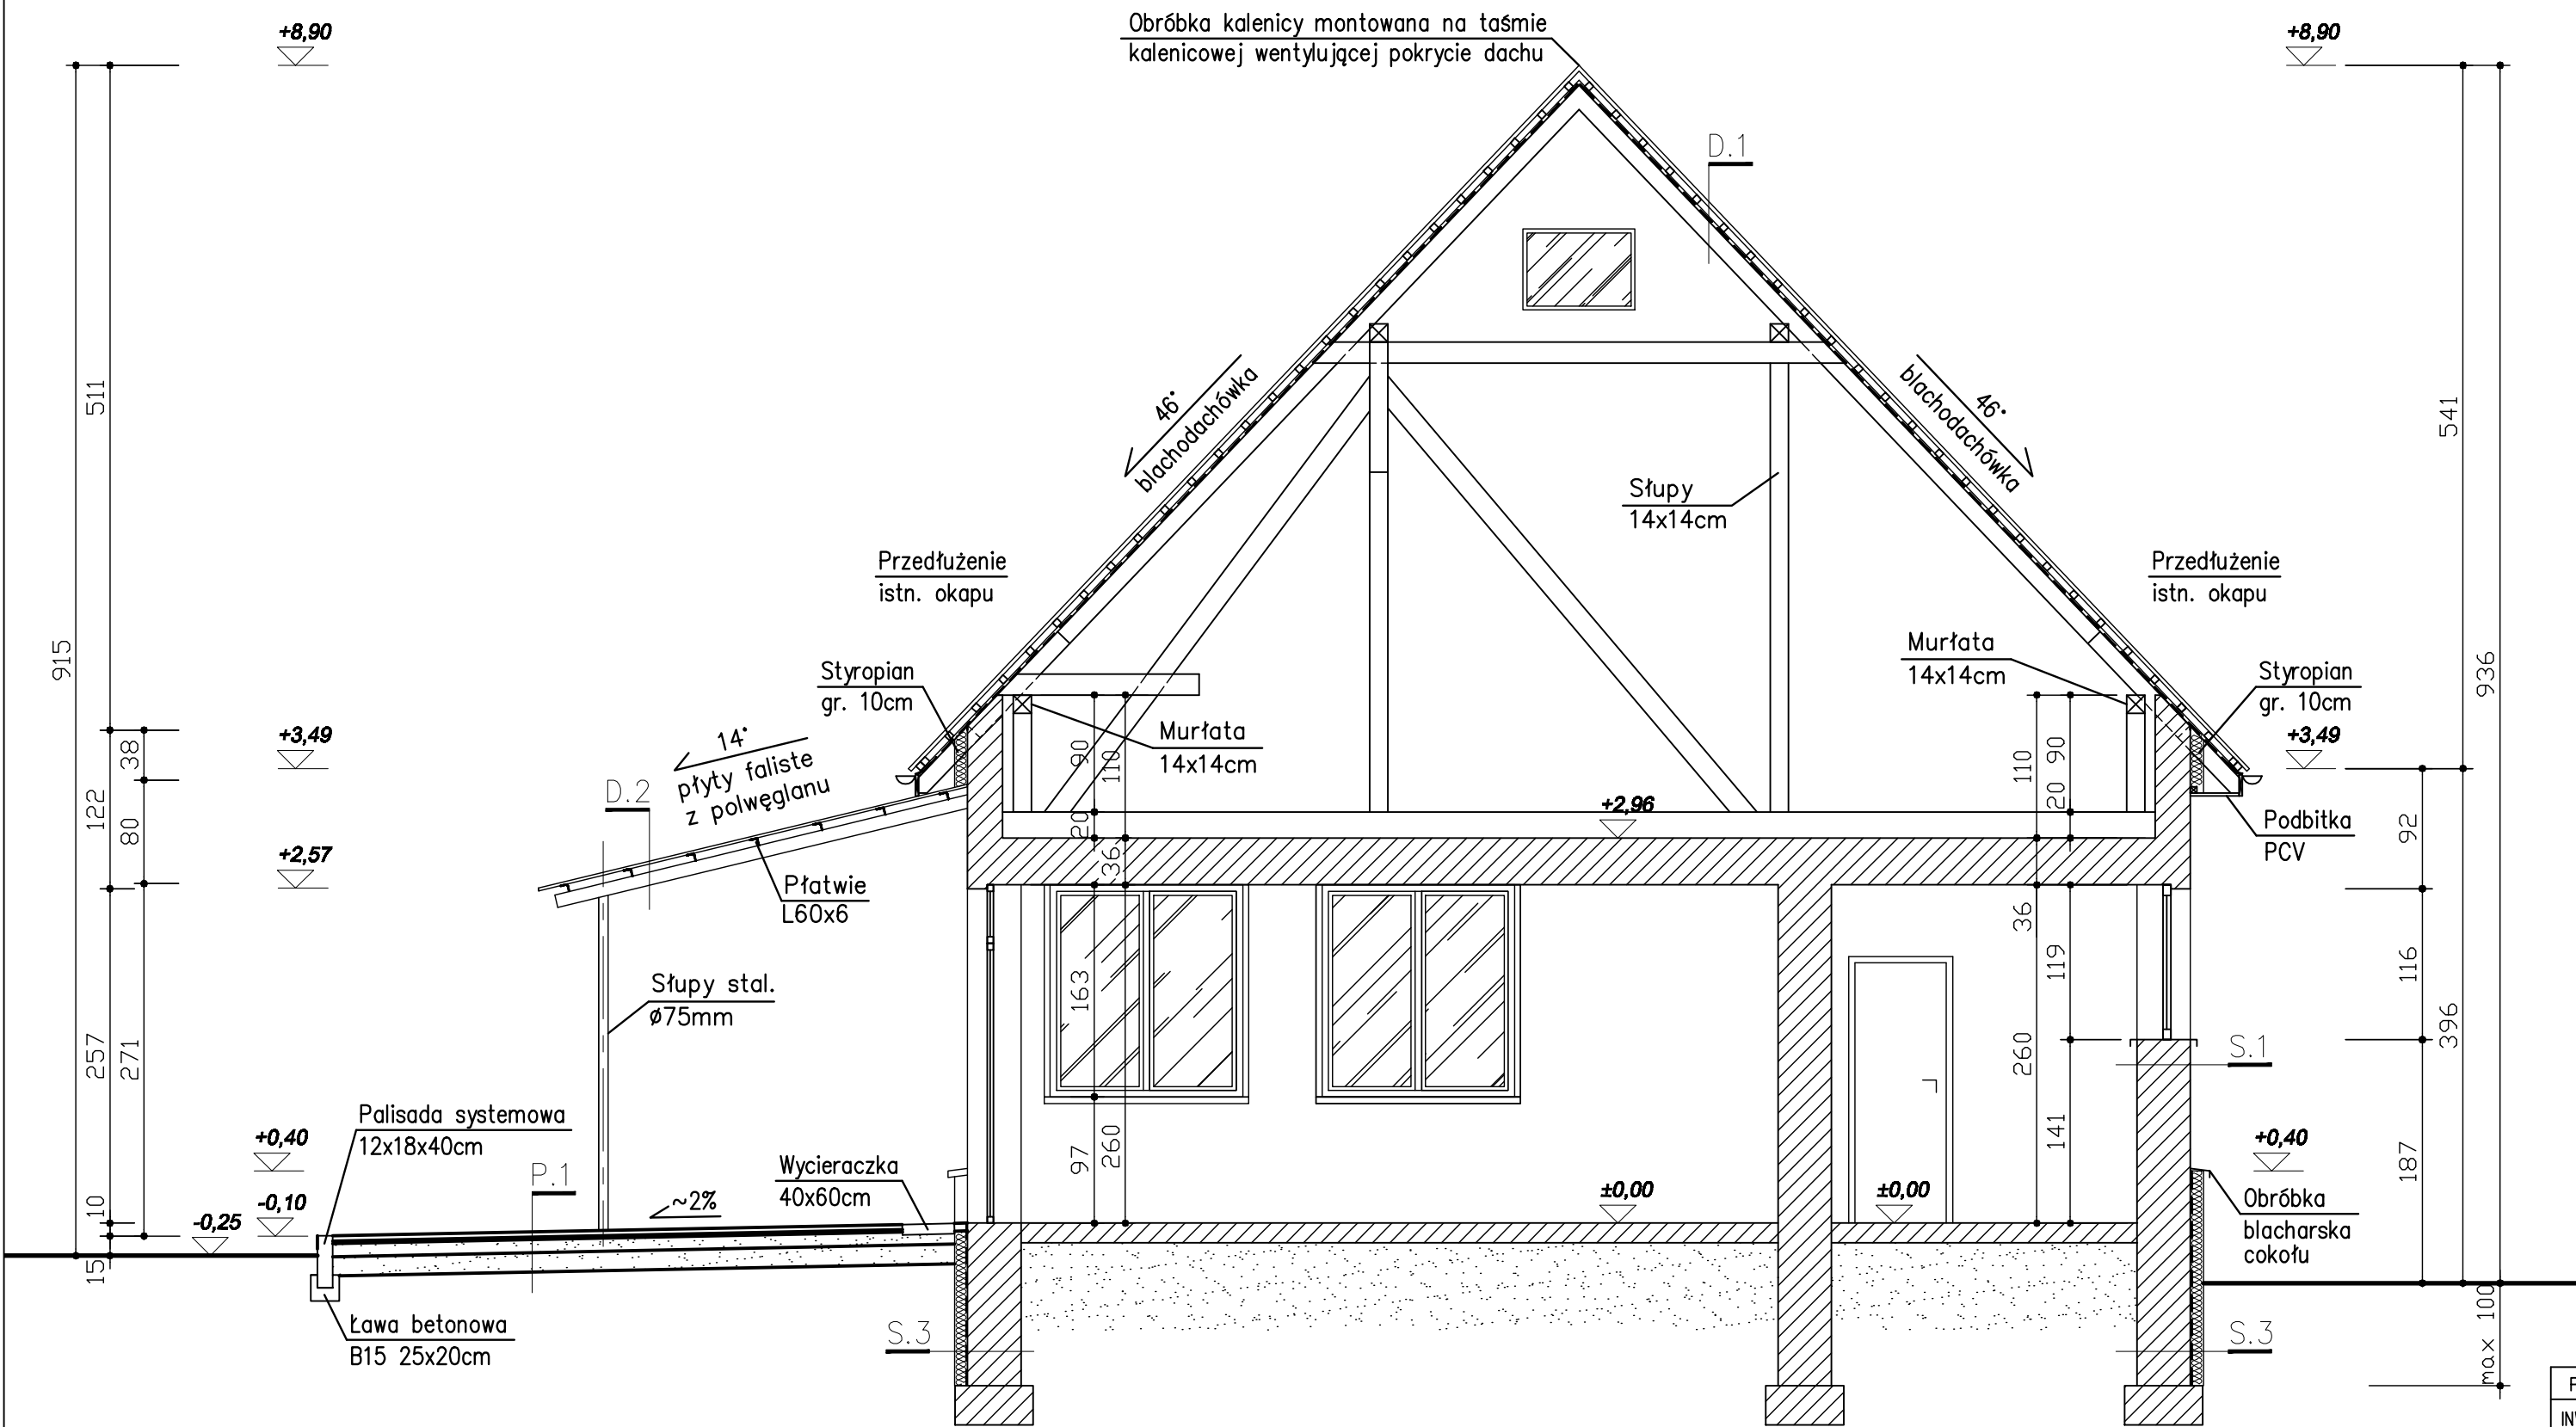 Obróbka kalenicy montowana na taśmie
kalenicowej wentylującej pokrycie dachu
+8,90
+8,90
D.1
511
541
46°
blachodachówka
46°
blachodachówka
Słupy
14x14cm
Przedłużenie
istn. okapu
Przedłużenie
istn. okapu
915
936
Styropian
gr. 10cm
Murłata
14x14cm
Murłata
14x14cm
Styropian
gr. 10cm
+3,49
+3,49
38
122
80
14°
płyty faliste
z polwęglanu
D.2
90
110
20
36
110
90
20
+2,96
Podbitka
PCV
92
+2,57
Płatwie
L60x6
36
119
116
396
Słupy stal.
ø75mm
163
257
271
260
S.1
Palisada systemowa
12x18x40cm
97
260
141
187
+0,40
+0,40
Wycieraczka
40x60cm
P.1
~2%
10
-0,10
-0,25
±0,00
±0,00
Obróbka
blacharska
cokołu
15
Ława betonowa
B15 25x20cm
S.3
S.3
max 100